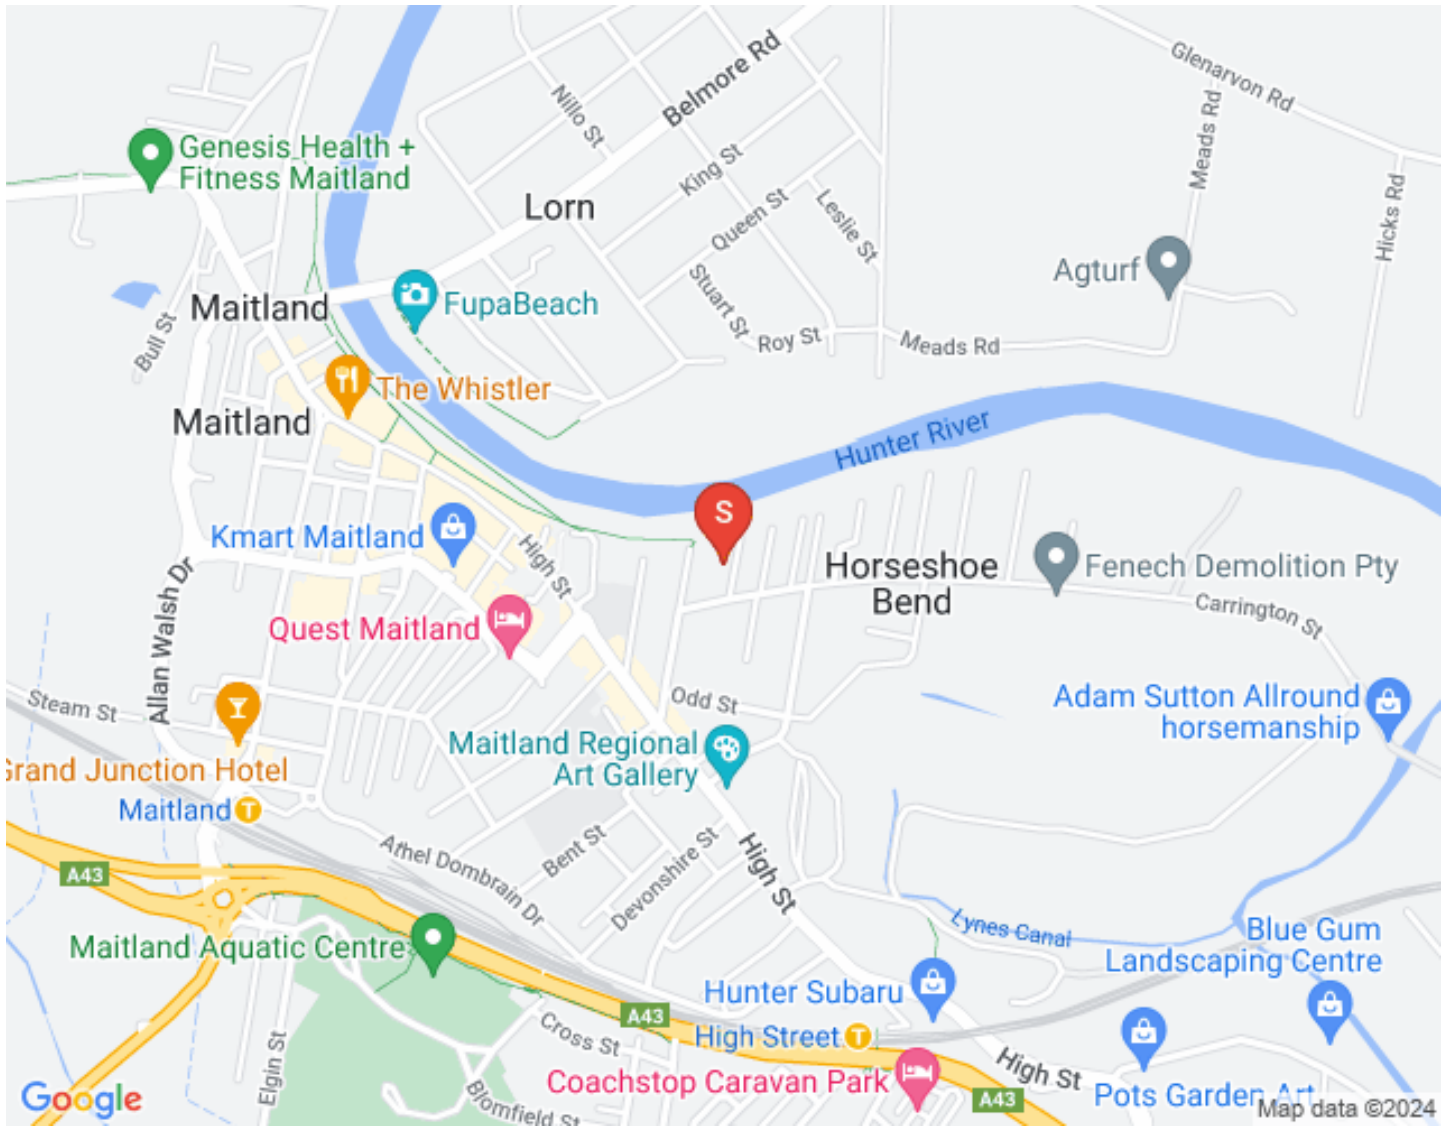 Glenarvon Rd
Belmore Rd
Nillo St
Meads Rd
Genesis Health +
Fitness Maitland
King St
Hicks Rd
Lorn
Leslie St
Queen St
Agturf
Stuart St
Maitland
FupaBeach
Bull St
Roy St
Meads Rd
The Whistler
Maitland
Hunter River
S
Kmart Maitland
High St
Horseshoe
Bend
Fenech Demolition Pty
Carrington St
Quest Maitland
Allan Walsh Dr
Steam St
Odd St
Adam Sutton Allround
horsemanship
Maitland Regional
Art Gallery
Grand Junction Hotel
Maitland
T
A43
Athel Dombrain Dr
Bent St
Devonshire St
High St
Lynes Canal
Maitland Aquatic Centre
Blue Gum
Landscaping Centre
Hunter Subaru
A43
Cross St
High Street
T
Elgin St
Coachstop Caravan Park
High St
A43
Blomfield St
Pots Garden Art
Google
Map data ©2024